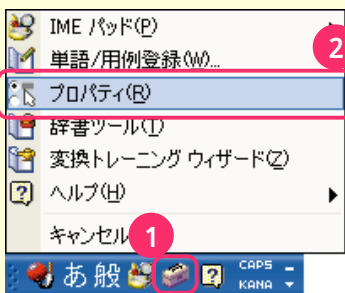 IME パッド(P)
2
単語/用例登録(W)...
プロパティ(R)
辞書ツール(T)
変換トレーニング ウィザード(Z)
ヘルプ(H)
キャンセル
1
あ 般 CAPS
KANA